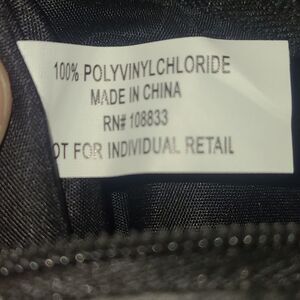 100% POLYVINYLCHLORIDE
MADE IN CHINA
RN# 108833
OT FOR INDIVIDUAL RETAIL